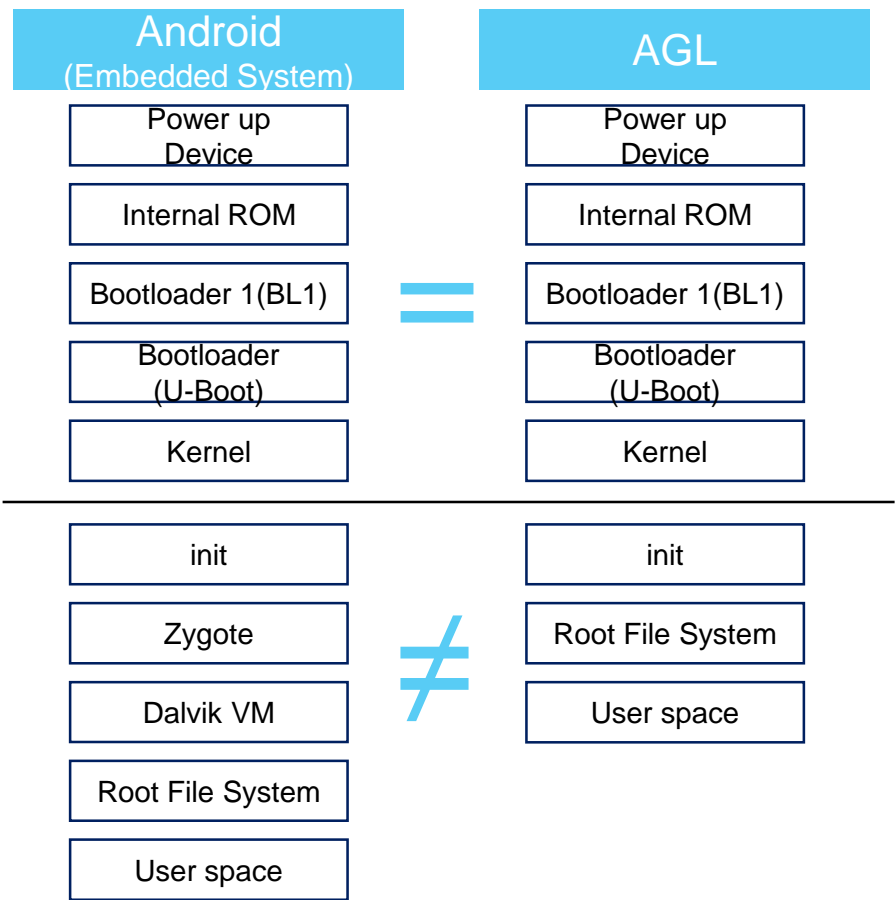 Android
(Embedded System)
Power up
Device
Internal ROM
Bootloader 1(BL1)
Bootloader
(U-Boot)
Kernel
init
Zygote
Dalvik VM
Root File System
User space
=
≠
AGL
Power up
Device
Internal ROM
Bootloader 1(BL1)
Bootloader
(U-Boot)
Kernel
init
Root File System
User space